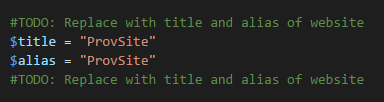 #TODO: Replace with title and alias of website
$title = "ProvSite"
$alias = "ProvSite"
#TODO: Replace with title and alias of website